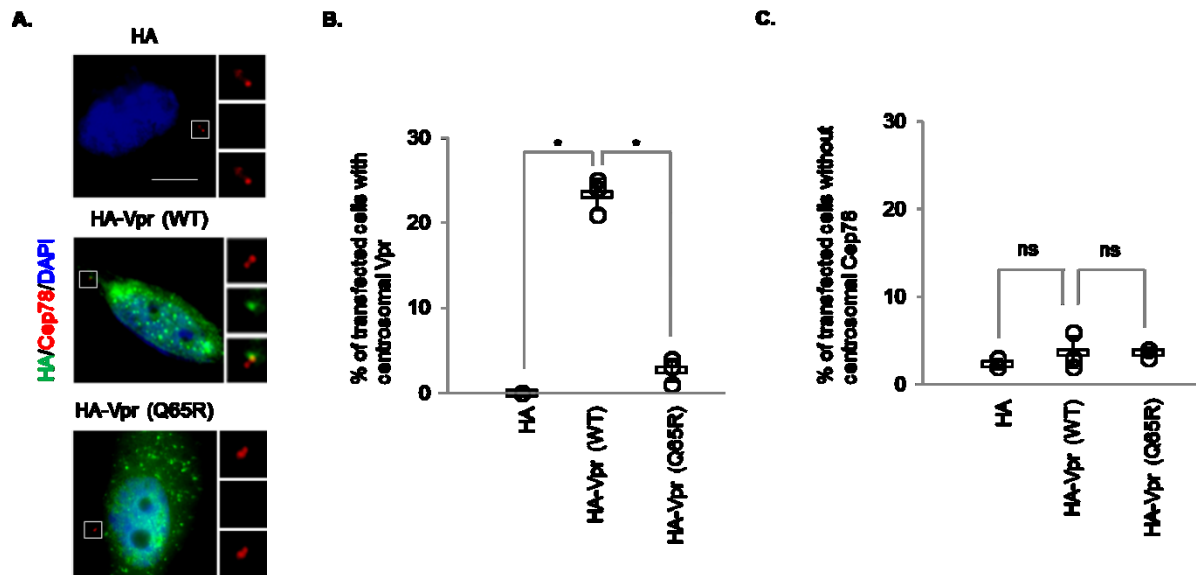 A.
HA
HA-Vpr (WT)
HA-Vpr (Q65R)
HA/Cep78/DAPI
B.
% of transfected cells with
centrosomal Vpr
30
20
10
0
*
*
HA
HA-Vpr (WT)
HA-Vpr (Q65R)
C.
% of transfected cells without
centrosomal Cep78
30
20
10
0
ns
ns
HA
HA-Vpr (WT)
HA-Vpr (Q65R)